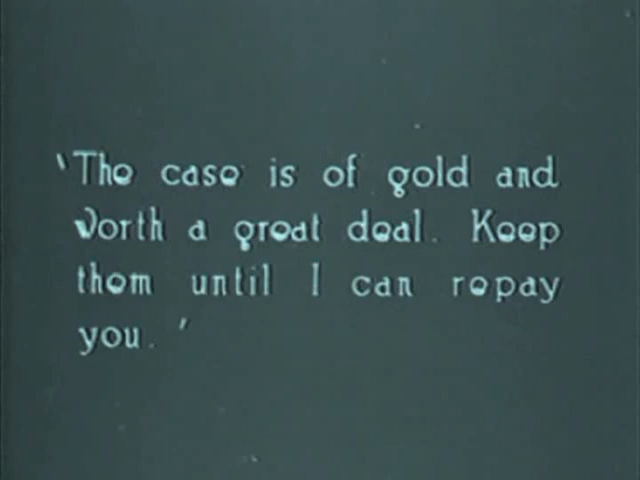 'The case is of gold and
worth a great deal. Keep
them until I can repay
you.'